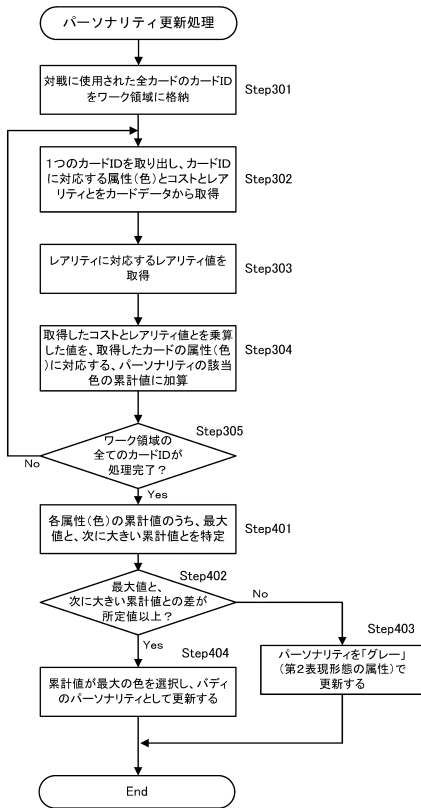 パーソナリティ更新処理
対戦に使用された全カードのカードID
をワーク領域に格納
Step301
１つのカードIDを取り出し、カードID
に対応する属性（色）とコストとレア
リティとをカードデータから取得
Step302
レアリティに対応するレアリティ値を
取得
Step303
取得したコストとレアリティ値とを乗算
した値を、取得したカードの属性（色
）に対応する、パーソナリティの該当
色の累計値に加算
Step304
Step305
ワーク領域の
全てのカードIDが
処理完了？
No
Yes
各属性（色）の累計値のうち、最大
値と、次に大きい累計値とを特定
Step401
Step402
最大値と、
次に大きい累計値との差が
所定値以上？
No
Yes
Step403
パーソナリティを「グレー」
（第２表現形態の属性）で
更新する
Step404
累計値が最大の色を選択し、バディ
のパーソナリティとして更新する
End